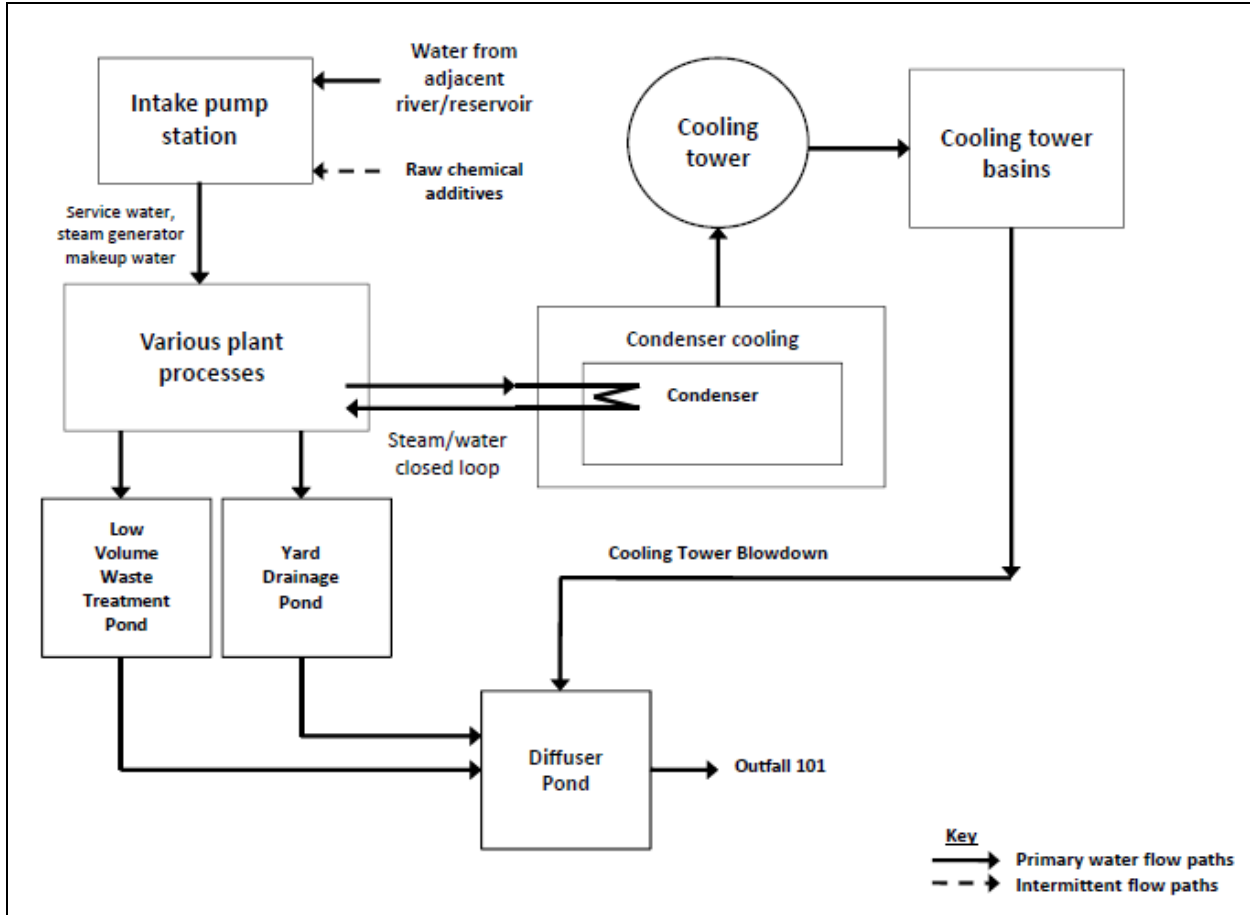 Water from
adjacent
river/reservoir
Intake pump
station
Raw chemical
additives
Cooling
tower
Cooling tower
basins
Service water,
steam generator
makeup water
Various plant
processes
Condenser cooling
Condenser
Steam/water
closed loop
Low
Volume
Waste
Treatment
Pond
Yard
Drainage
Pond
Cooling Tower Blowdown
Diffuser
Pond
Outfall 101
Key
Primary water flow paths
Intermittent flow paths